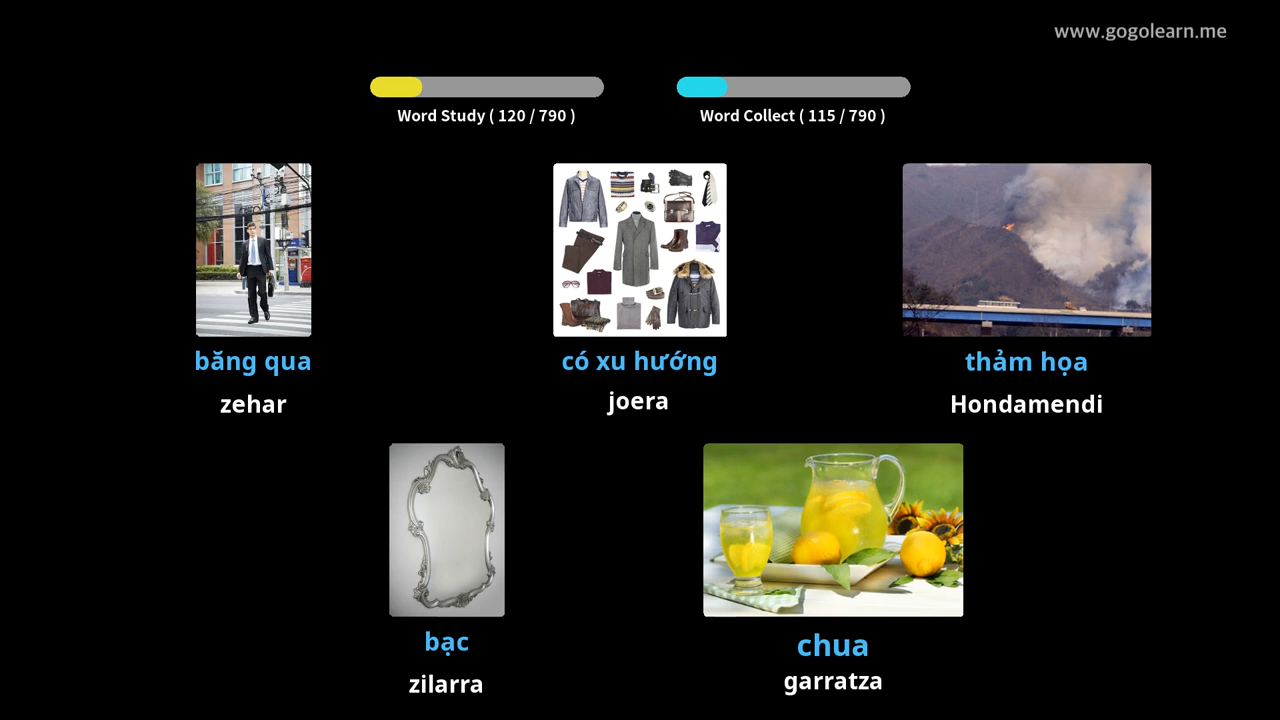 www.gogolearn.me
Word Study ( 120 / 790 )
Word Collect ( 115 / 790 )
băng qua
zehar
có xu hướng
joera
thảm họa
Hondamendi
bạc
zilarra
chua
garratza